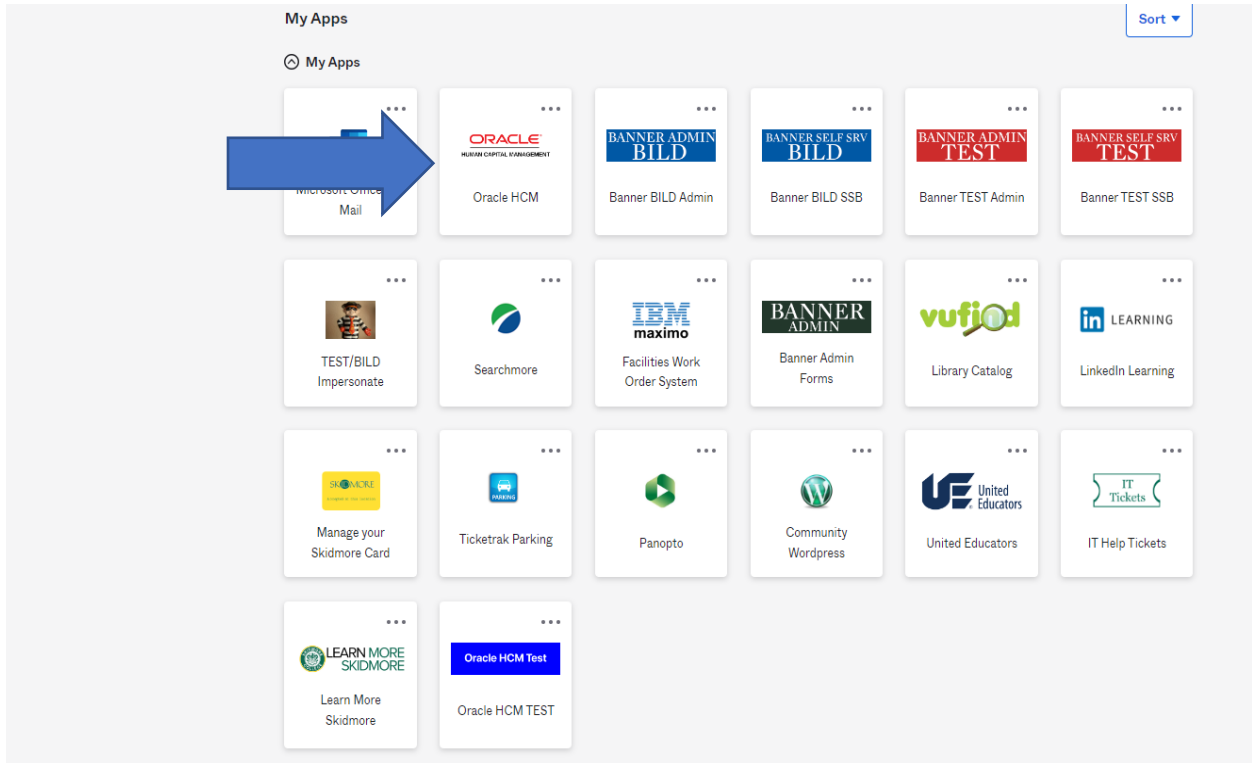 My Apps
Sort
My Apps
ORACLE
HUMAN CAPITAL MANAGEMENT
BANNER ADMIN
BILD
BANNER SELF SRV
BILD
BANNER ADMIN
TEST
BANNER SELF SRV
TEST
Microsoft Office
Mail
Oracle HCM
Banner BILD Admin
Banner BILD SSB
Banner TEST Admin
Banner TEST SSB
IBM
maximo
BANNER
ADMIN
vufind
in LEARNING
TEST/BILD
Impersonate
Searchmore
Facilities Work
Order System
Banner Admin
Forms
Library Catalog
LinkedIn Learning
SKIDMORE
PARKING
W
UE United
Educators
IT
Tickets
Manage your
Skidmore Card
Ticketrak Parking
Panopto
Community
Wordpress
United Educators
IT Help Tickets
LEARN MORE
SKIDMORE
Oracle HCM Test
Learn More
Skidmore
Oracle HCM TEST